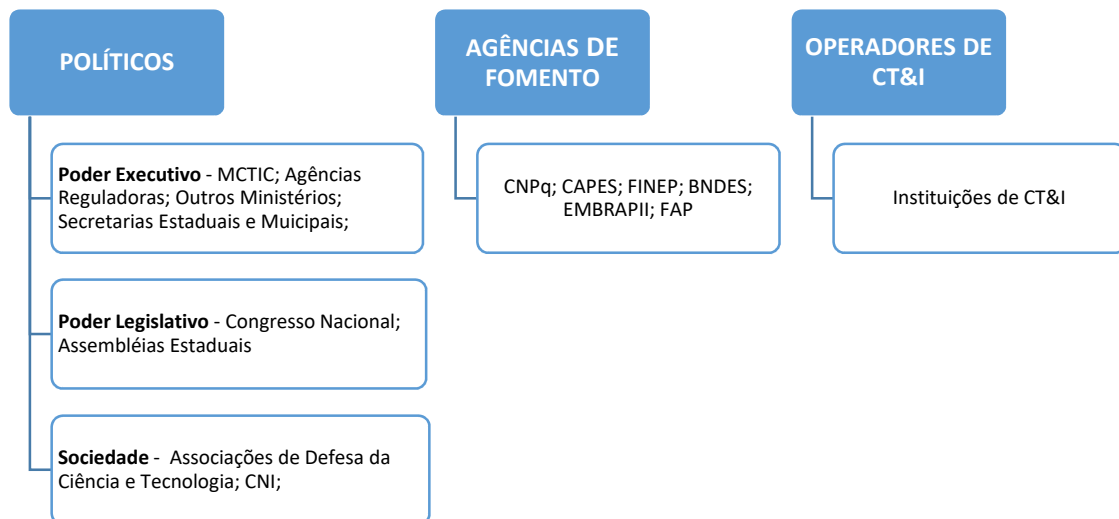 POLÍTICOS
Poder Executivo - MCTIC; Agências
Reguladoras; Outros Ministérios;
Secretarias Estaduais e Muicipais;
Poder Legislativo - Congresso Nacional;
Assembléias Estaduais
Sociedade - Associações de Defesa da
Ciência e Tecnologia; CNI;
AGÊNCIAS DE
FOMENTO
CNPq; CAPES; FINEP; BNDES;
EMBRAPII; FAP
OPERADORES DE
CT&I
Instituições de CT&I